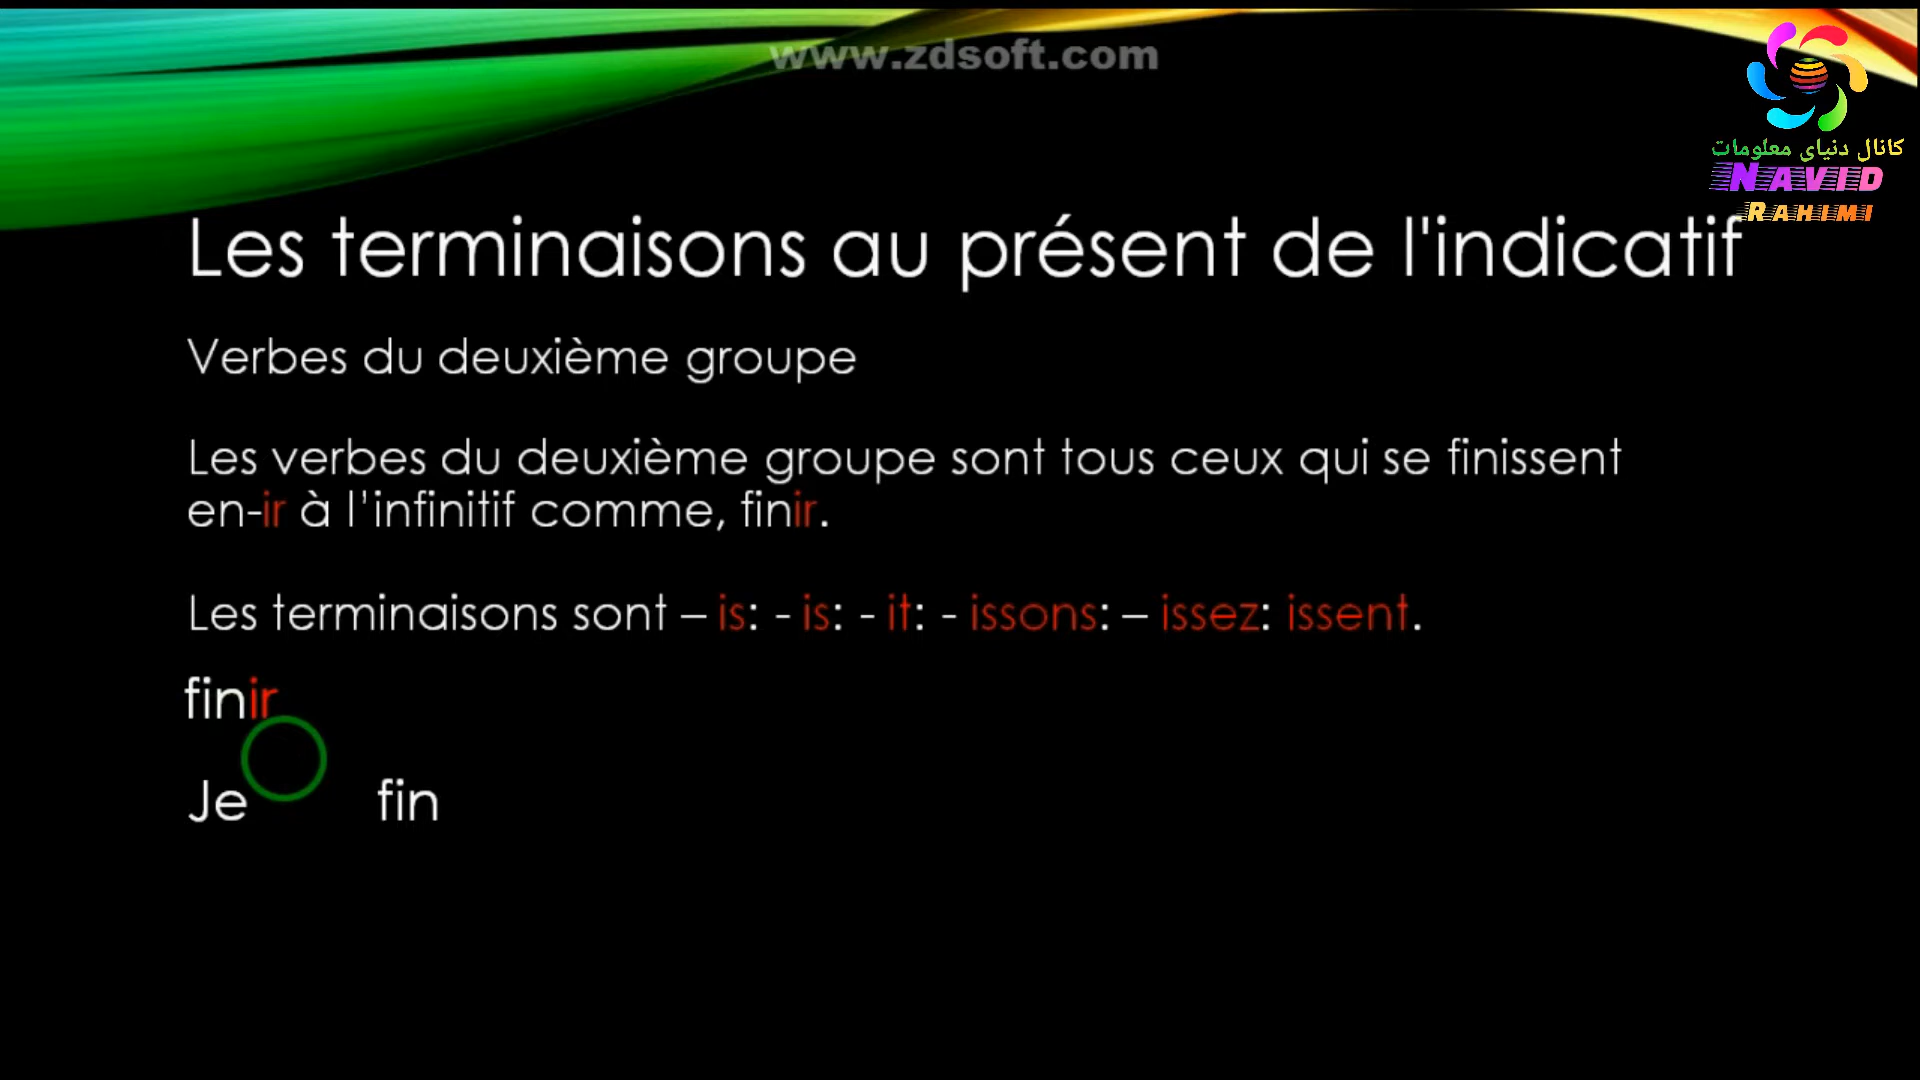 www.zdsoft.com
کانال دنیای معلومات
NAVID
RAHIMI
Les terminaisons au présent de l'indicatif
Verbes du deuxième groupe
Les verbes du deuxième groupe sont tous ceux qui se finissent
en-ir à l'infinitif comme, finir.
Les terminaisons sont – is: - is: - it: - issons: – issez: issent.
finir
Je fin